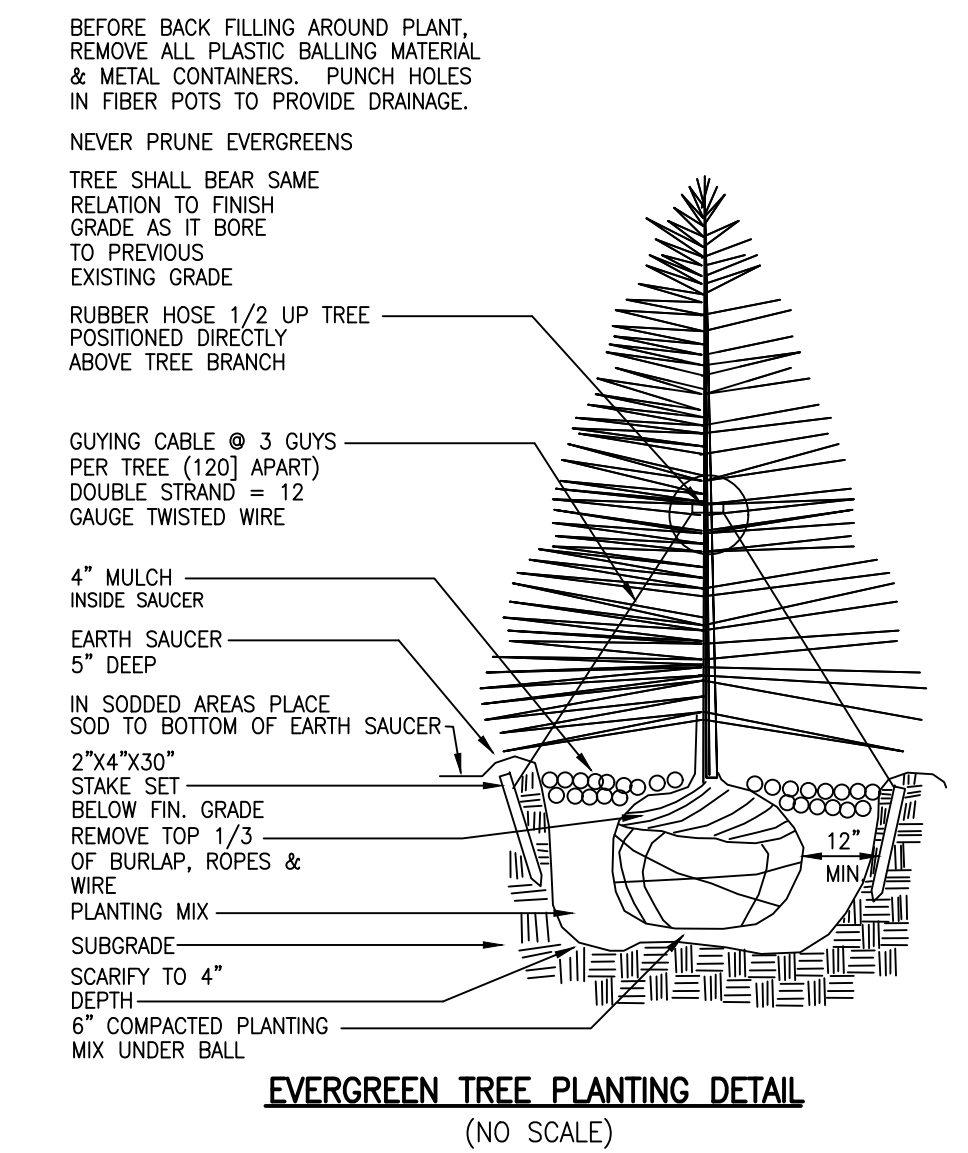 BEFORE BACK FILLING AROUND PLANT,
REMOVE ALL PLASTIC BALLING MATERIAL
& METAL CONTAINERS. PUNCH HOLES
IN FIBER POTS TO PROVIDE DRAINAGE.
NEVER PRUNE EVERGREENS
TREE SHALL BEAR SAME
RELATION TO FINISH
GRADE AS IT BORE
TO PREVIOUS
EXISTING GRADE
RUBBER HOSE 1/2 UP TREE
POSITIONED DIRECTLY
ABOVE TREE BRANCH
GUYING CABLE @ 3 GUYS
PER TREE (120] APART)
DOUBLE STRAND = 12
GAUGE TWISTED WIRE
4" MULCH
INSIDE SAUCER
EARTH SAUCER
5" DEEP
IN SODDED AREAS PLACE
SOD TO BOTTOM OF EARTH SAUCER
2"X4"X30"
STAKE SET
BELOW FIN. GRADE
REMOVE TOP 1/3
OF BURLAP, ROPES &
WIRE
PLANTING MIX
SUBGRADE
SCARIFY TO 4"
DEPTH
6" COMPACTED PLANTING
MIX UNDER BALL
12"
MIN.
EVERGREEN TREE PLANTING DETAIL
(NO SCALE)